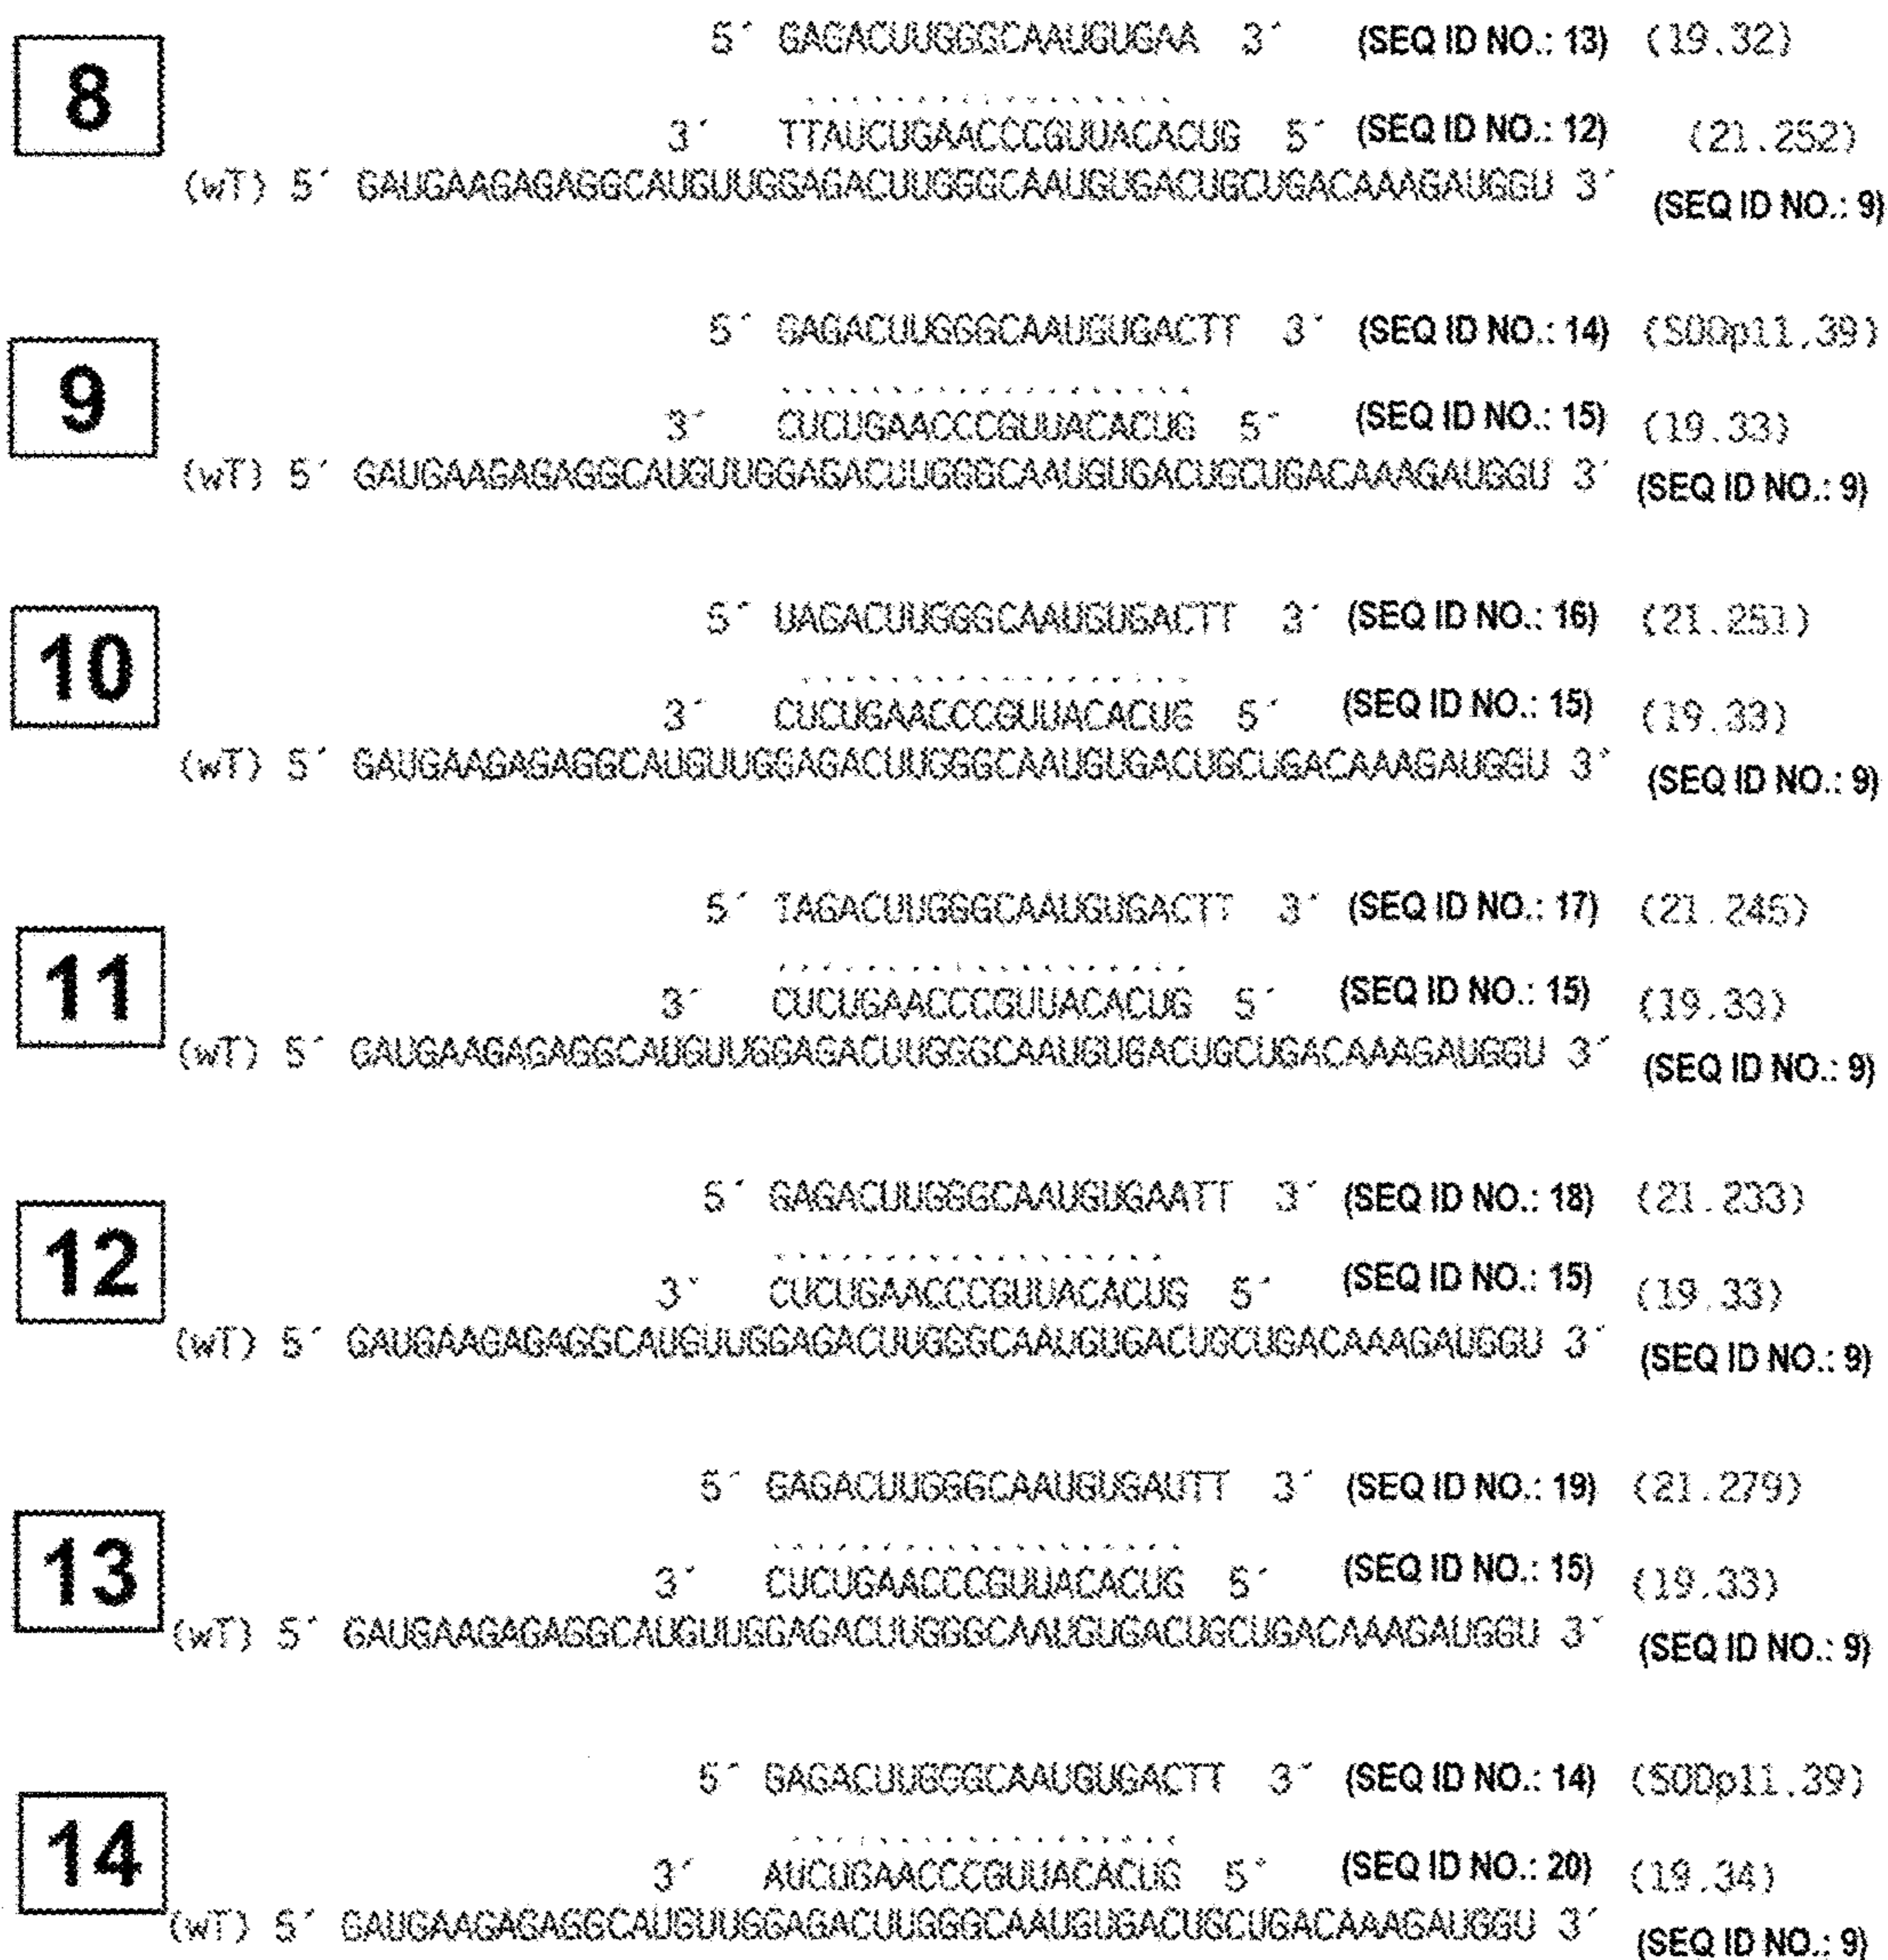 5´ GAGACUUGGGCAAUGUGAA 3´ (SEQ ID NO.: 13) (19.32)
8
3´ TTAUCUGAACCCGUUACACUG 5´ (SEQ ID NO.: 12) (21.252)
(wT) 5´ GAUGAAGAGAGGCAUGUUGGAGACUUGGGCAAUGUGACUGCUGACAAAGAUGGU 3´
(SEQ ID NO.: 9)
5´ GAGACUUGGGCAAUGUGACTT 3´ (SEQ ID NO.: 14) (SODp11.39)
9
3´ CUCUGAACCCGUUACACUG 5´ (SEQ ID NO.: 15) (19.33)
(wT) 5´ GAUGAAGAGAGGCAUGUUGGAGACUUGGGCAAUGUGACUGCUGACAAAGAUGGU 3´
(SEQ ID NO.: 9)
5´ UAGACUUGGGCAAUGUGACTT 3´ (SEQ ID NO.: 16) (21.251)
10
3´ CUCUGAACCCGUUACACUG 5´ (SEQ ID NO.: 15) (19.33)
(wT) 5´ GAUGAAGAGAGGCAUGUUGGAGACUUGGGCAAUGUGACUGCUGACAAAGAUGGU 3´
(SEQ ID NO.: 9)
5´ TAGACUUGGGCAAUGUGACTT 3´ (SEQ ID NO.: 17) (21.245)
11
3´ CUCUGAACCCGUUACACUG 5´ (SEQ ID NO.: 15) (19.33)
(wT) 5´ GAUGAAGAGAGGCAUGUUGGAGACUUGGGCAAUGUGACUGCUGACAAAGAUGGU 3´
(SEQ ID NO.: 9)
5´ GAGACUUGGGCAAUGUGAATT 3´ (SEQ ID NO.: 18) (21.233)
12
3´ CUCUGAACCCGUUACACUG 5´ (SEQ ID NO.: 15) (19.33)
(wT) 5´ GAUGAAGAGAGGCAUGUUGGAGACUUGGGCAAUGUGACUGCUGACAAAGAUGGU 3´
(SEQ ID NO.: 9)
5´ GAGACUUGGGCAAUGUGAUTT 3´ (SEQ ID NO.: 19) (21.279)
13
3´ CUCUGAACCCGUUACACUG 5´ (SEQ ID NO.: 15) (19.33)
(wT) 5´ GAUGAAGAGAGGCAUGUUGGAGACUUGGGCAAUGUGACUGCUGACAAAGAUGGU 3´
(SEQ ID NO.: 9)
5´ GAGACUUGGGCAAUGUGACTT 3´ (SEQ ID NO.: 14) (SODp11.39)
14
3´ AUCUGAACCCGUUACACUG 5´ (SEQ ID NO.: 20) (19.34)
(wT) 5´ GAUGAAGAGAGGCAUGUUGGAGACUUGGGCAAUGUGACUGCUGACAAAGAUGGU 3´
(SEQ ID NO.: 9)